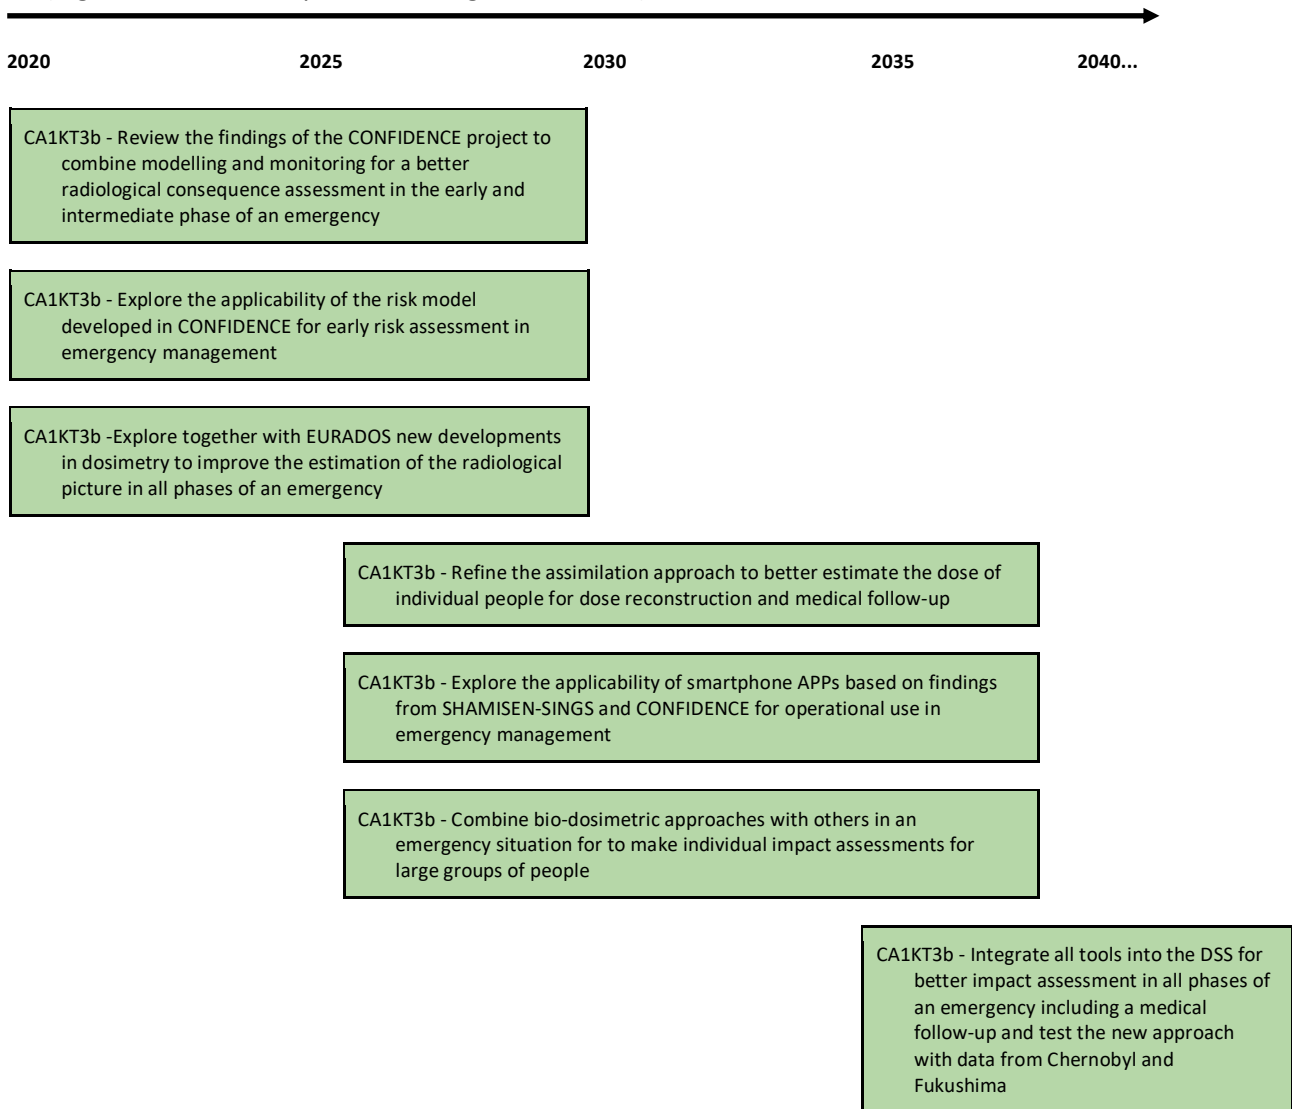 2020 2025 2030 2035 2040...
CA1KT3b - Review the findings of the CONFIDENCE project to
combine modelling and monitoring for a better
radiological consequence assessment in the early and
intermediate phase of an emergency
CA1KT3b - Explore the applicability of the risk model
developed in CONFIDENCE for early risk assessment in
emergency management
CA1KT3b -Explore together with EURADOS new developments
in dosimetry to improve the estimation of the radiological
picture in all phases of an emergency
CA1KT3b - Refine the assimilation approach to better estimate the dose of
individual people for dose reconstruction and medical follow-up
CA1KT3b - Explore the applicability of smartphone APPs based on findings
from SHAMISEN-SINGS and CONFIDENCE for operational use in
emergency management
CA1KT3b - Combine bio-dosimetric approaches with others in an
emergency situation for to make individual impact assessments for
large groups of people
CA1KT3b - Integrate all tools into the DSS for
better impact assessment in all phases of
an emergency including a medical
follow-up and test the new approach
with data from Chernobyl and
Fukushima